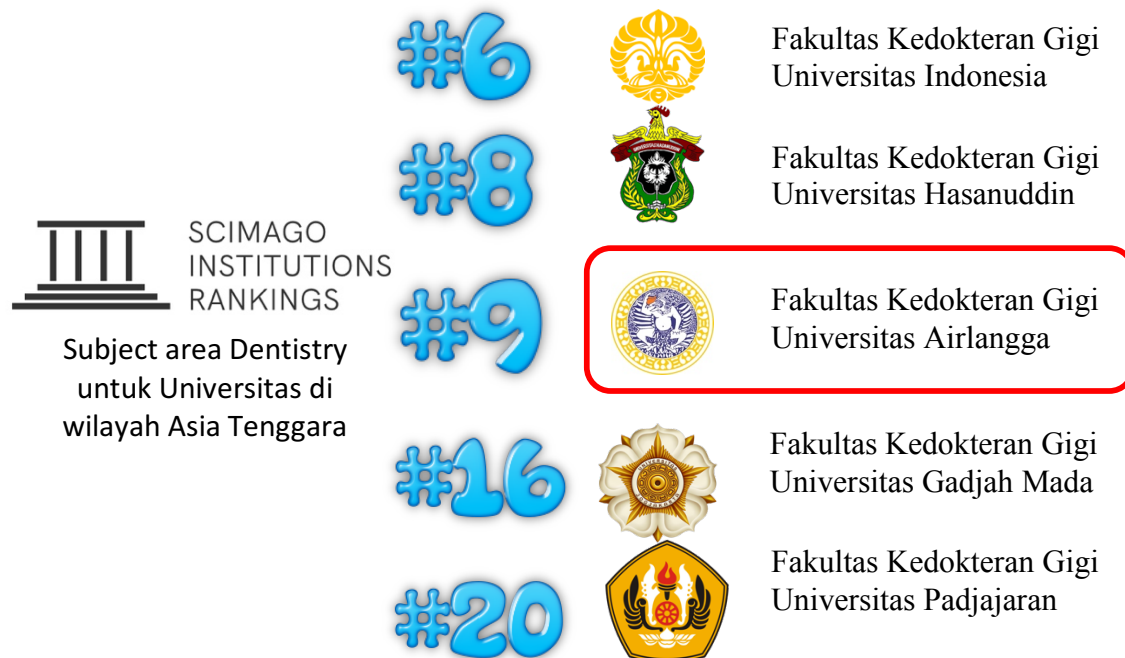 SCIMAGO
INSTITUTIONS
RANKINGS
Subject area Dentistry
untuk Universitas di
wilayah Asia Tenggara
#6
Fakultas Kedokteran Gigi
Universitas Indonesia
#8
UNIVERSITAS HASANUDDIN
Fakultas Kedokteran Gigi
Universitas Hasanuddin
#9
Fakultas Kedokteran Gigi
Universitas Airlangga
#16
Fakultas Kedokteran Gigi
Universitas Gadjah Mada
#20
Fakultas Kedokteran Gigi
Universitas Padjajaran